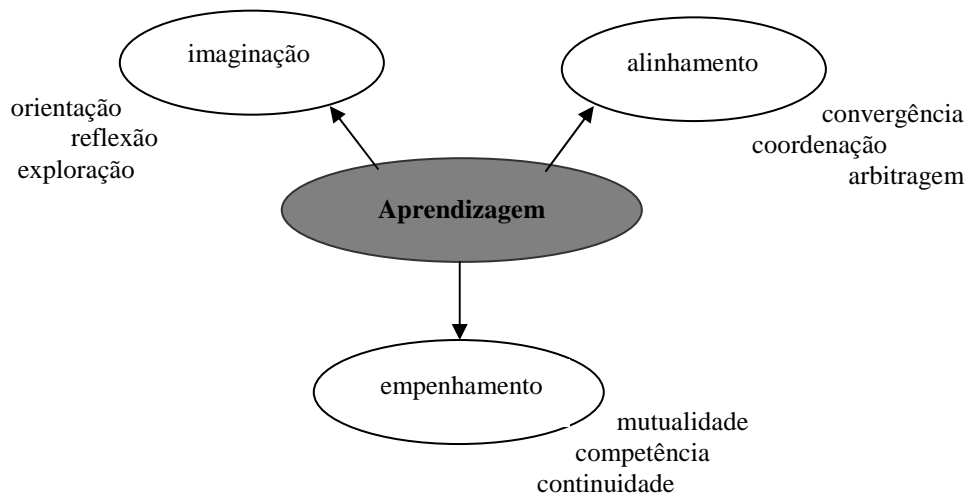 imaginação
alinhamento
orientação
reflexão
exploração
convergência
coordenação
arbitragem
Aprendizagem
empenhamento
mutualidade
competência
continuidade